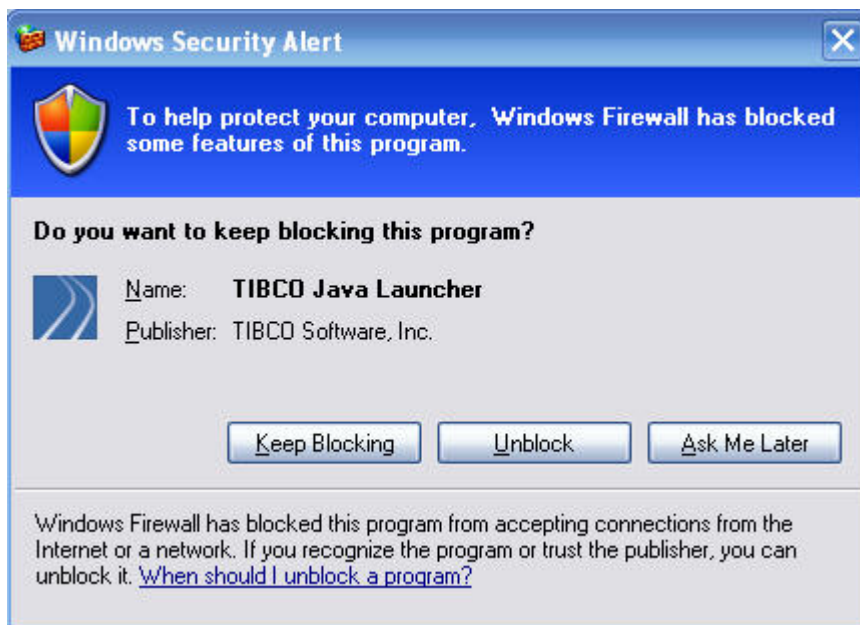 Windows Security Alert
To help protect your computer, Windows Firewall has blocked
some features of this program.
Do you want to keep blocking this program?
Name: TIBCO Java Launcher
Publisher: TIBCO Software, Inc.
Keep Blocking Unblock Ask Me Later
Windows Firewall has blocked this program from accepting connections from the
Internet or a network. If you recognize the program or trust the publisher, you can
unblock it. When should I unblock a program?